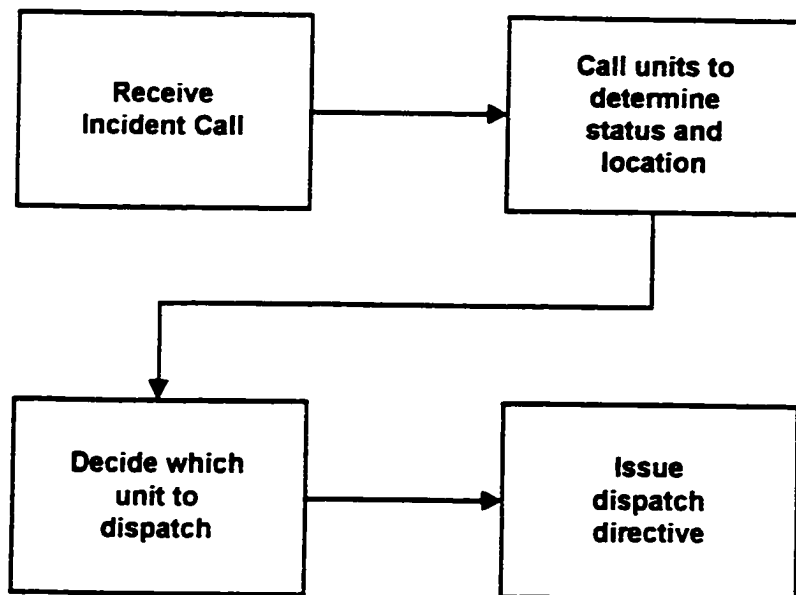 Receive
Incident Call
Call units to
determine
status and
location
Decide which
unit to
dispatch
Issue
dispatch
directive